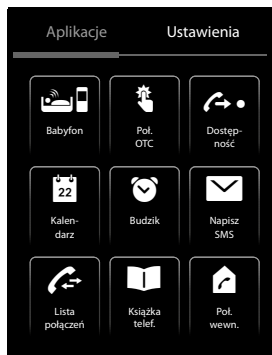 Aplikacje Ustawienia
Babyfon
Poł.
OTC
Dostęp-
ność
22
Kalen-
darz
Budzik
Napisz
SMS
Lista
połączeń
Książka
telef.
Poł.
wewn.